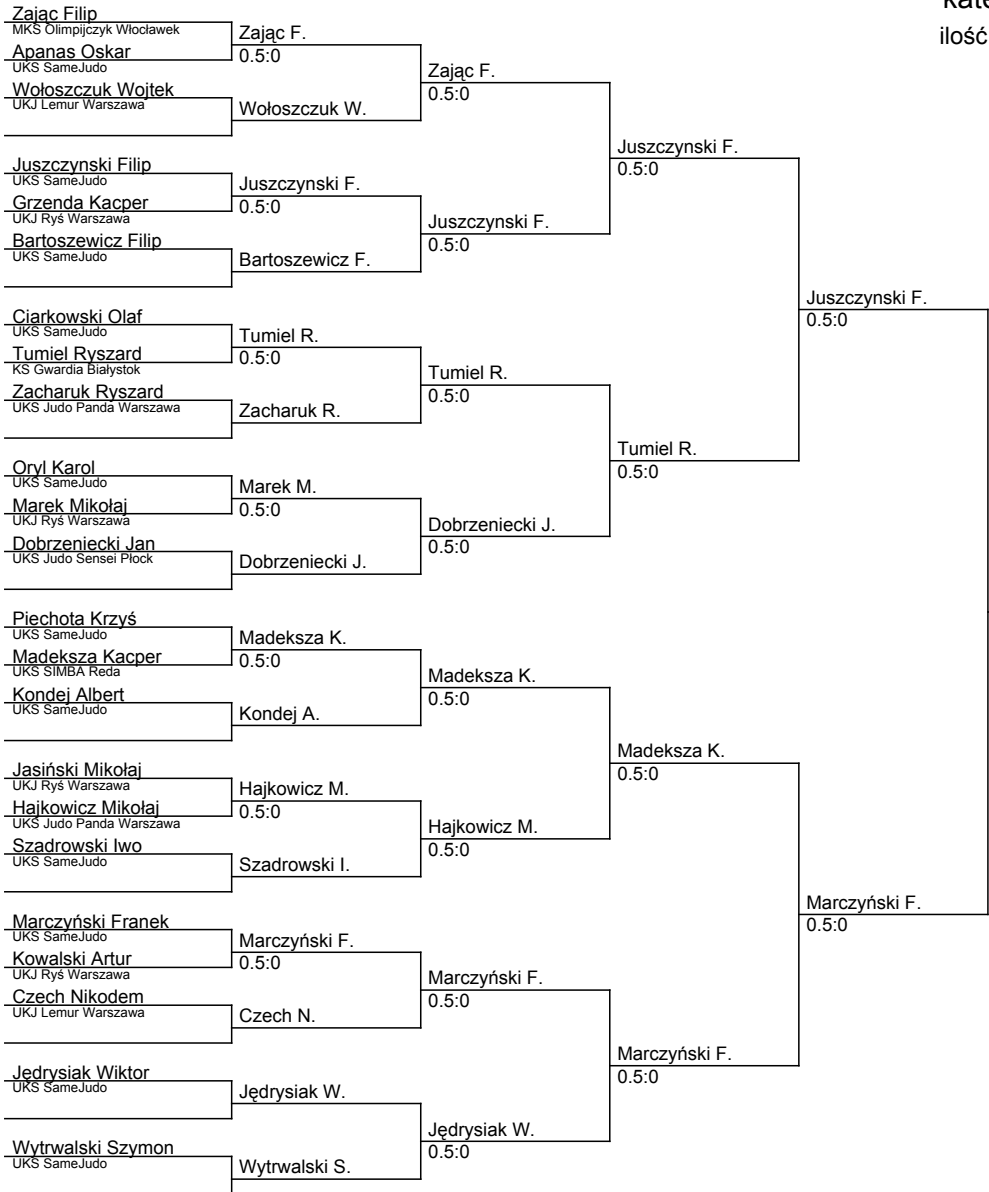 kate
ilość
Zając Filip
MKS Olimpijczyk Włocławek
Zając F.
0.5:0
Apanas Oskar
UKS SameJudo
Zając F.
0.5:0
Wołoszczuk Wojtek
UKJ Lemur Warszawa
Wołoszczuk W.
Juszczynski F.
0.5:0
Juszczynski Filip
UKS SameJudo
Juszczynski F.
0.5:0
Grzenda Kacper
UKJ Ryś Warszawa
Juszczynski F.
0.5:0
Bartoszewicz Filip
UKS SameJudo
Bartoszewicz F.
Juszczynski F.
0.5:0
Ciarkowski Olaf
UKS SameJudo
Tumiel R.
0.5:0
Tumiel Ryszard
KS Gwardia Białystok
Tumiel R.
0.5:0
Zacharuk Ryszard
UKS Judo Panda Warszawa
Zacharuk R.
Tumiel R.
0.5:0
Oryl Karol
UKS SameJudo
Marek M.
0.5:0
Marek Mikołaj
UKJ Ryś Warszawa
Dobrzeniecki J.
0.5:0
Dobrzeniecki Jan
UKS Judo Sensei Płock
Dobrzeniecki J.
Piechota Krzyś
UKS SameJudo
Madeksza K.
0.5:0
Madeksza Kacper
UKS SIMBA Reda
Madeksza K.
0.5:0
Kondej Albert
UKS SameJudo
Kondej A.
Madeksza K.
0.5:0
Jasiński Mikołaj
UKJ Ryś Warszawa
Hajkowicz M.
0.5:0
Hajkowicz Mikołaj
UKS Judo Panda Warszawa
Hajkowicz M.
0.5:0
Szadrowski Iwo
UKS SameJudo
Szadrowski I.
Marczyński F.
0.5:0
Marczyński Franek
UKS SameJudo
Marczyński F.
0.5:0
Kowalski Artur
UKJ Ryś Warszawa
Marczyński F.
0.5:0
Czech Nikodem
UKJ Lemur Warszawa
Czech N.
Marczyński F.
0.5:0
Jędrysiak Wiktor
UKS SameJudo
Jędrysiak W.
Jędrysiak W.
0.5:0
Wytrwalski Szymon
UKS SameJudo
Wytrwalski S.